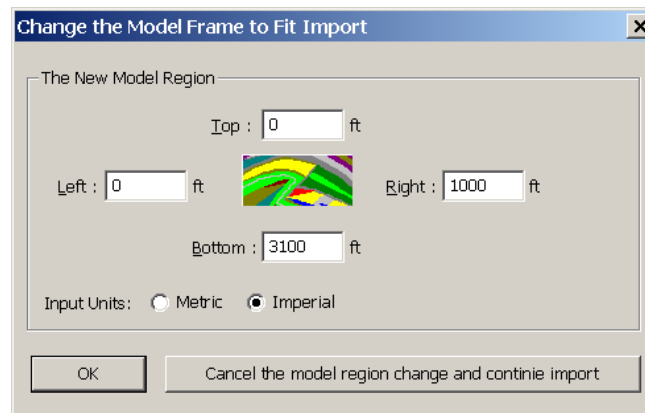 Change the Model Frame to Fit Import
The New Model Region
Top : 0 ft
Left : 0 ft Right : 1000 ft
Bottom : 3100 ft
Input Units: Metric Imperial
OK Cancel the model region change and continie import